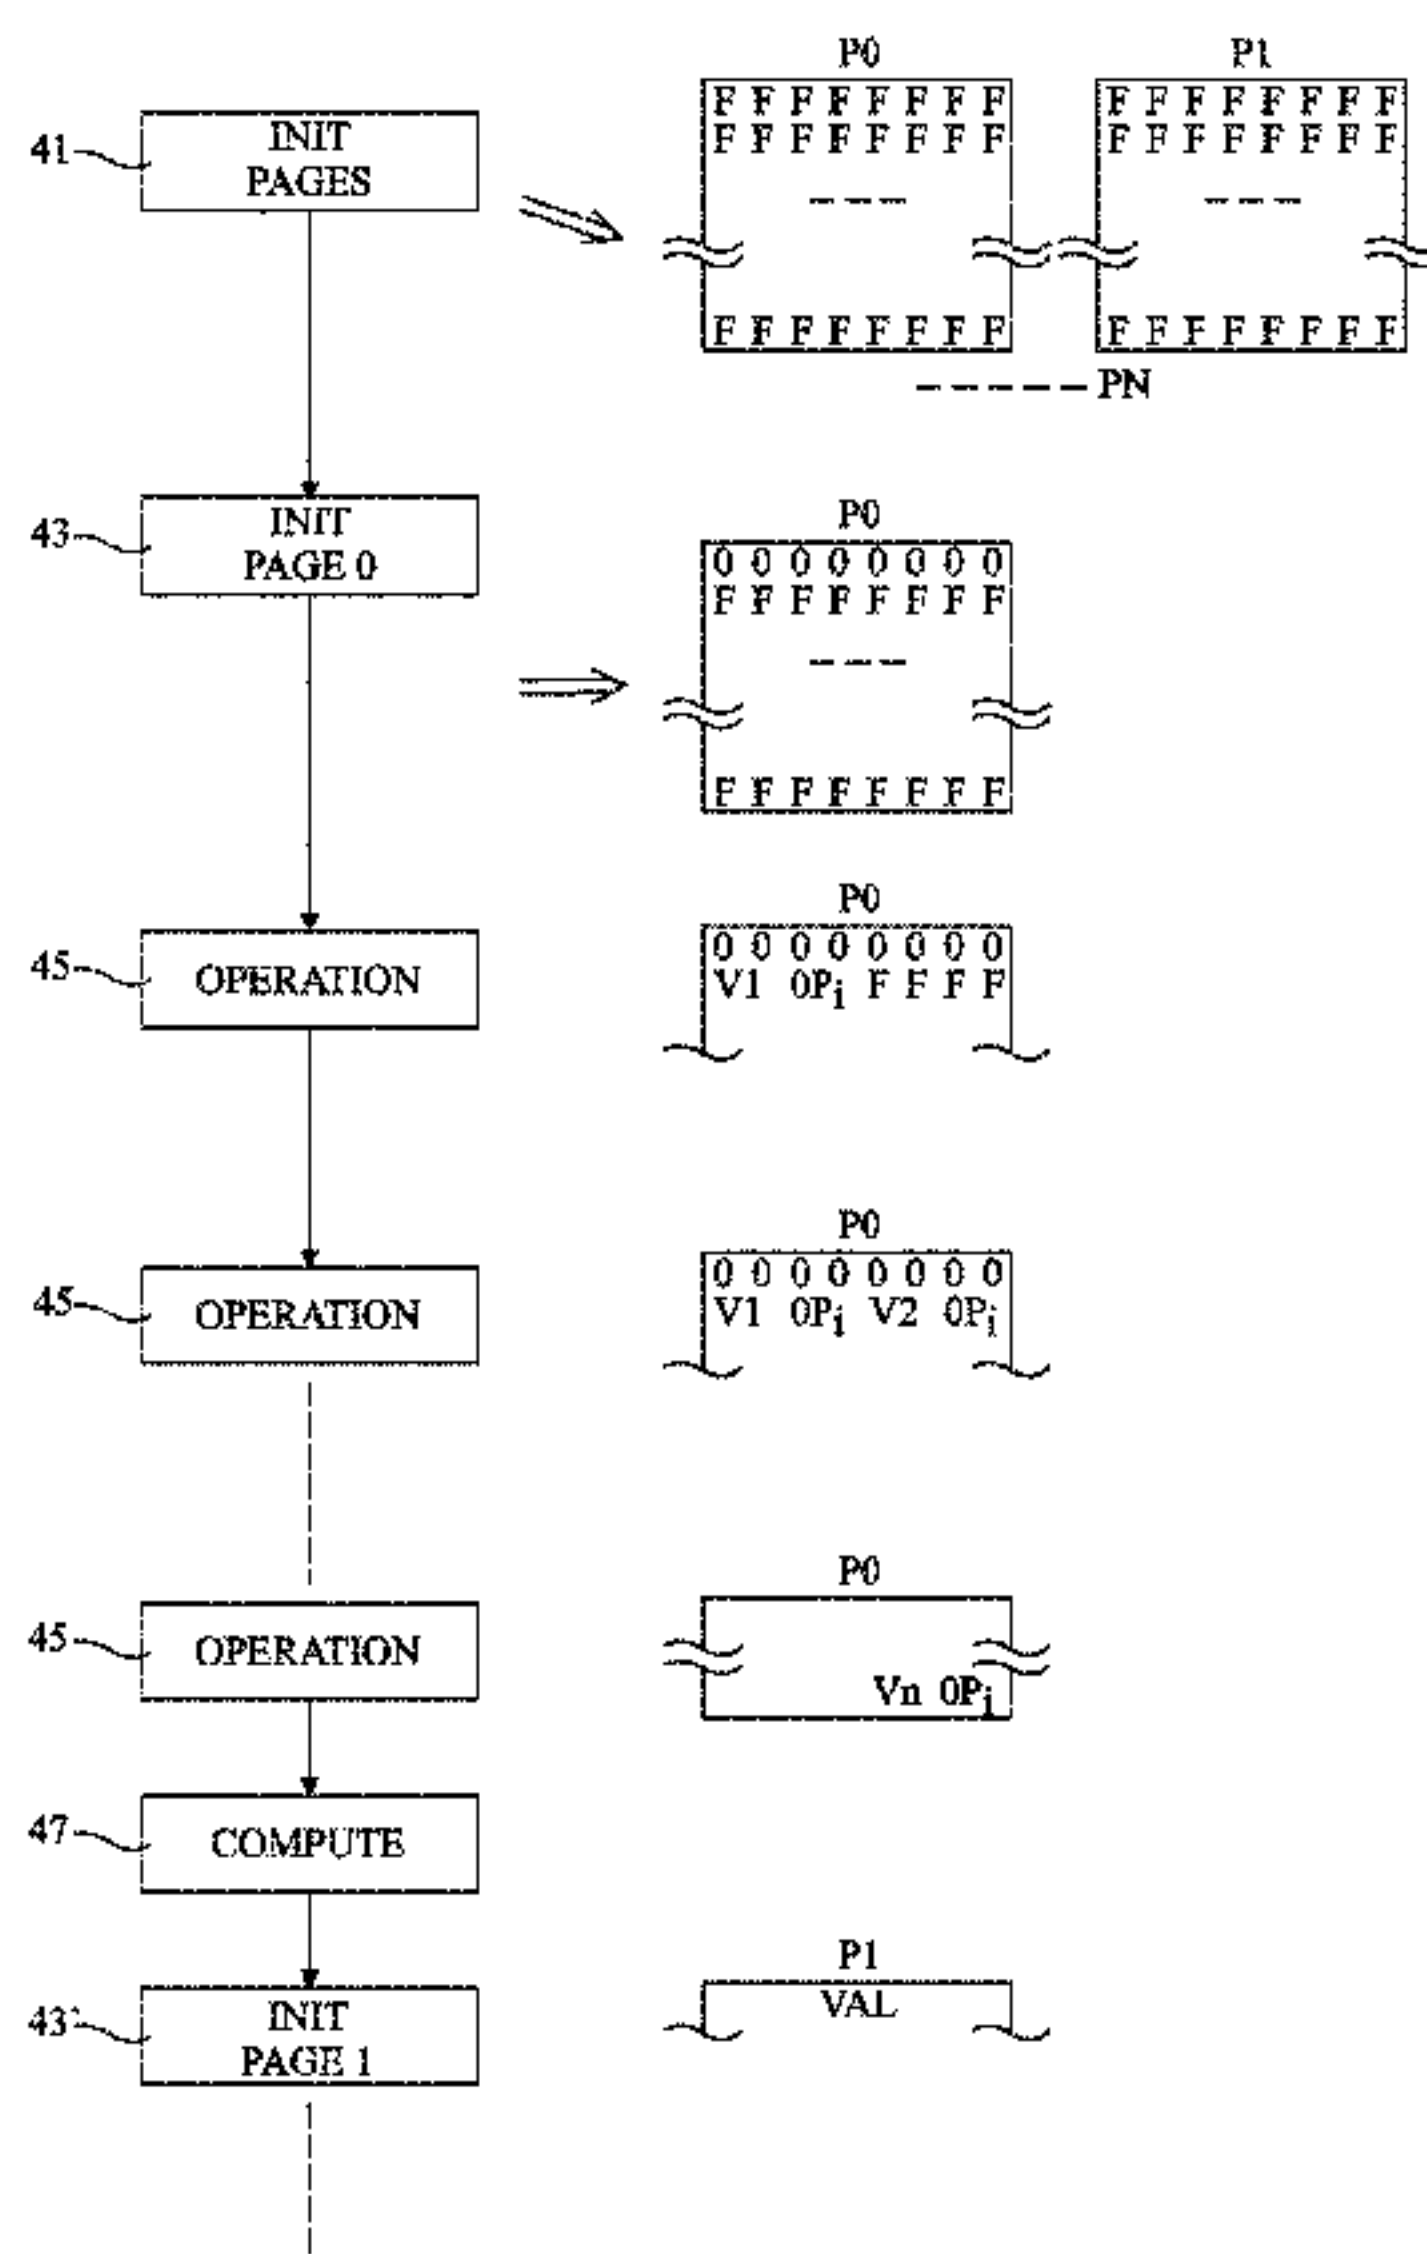 P0 P1
41 INIT PAGES
F F F F F F F F
F F F F F F F F
F F F F F F F F
F F F F F F F F
F F F F F F F F
F F F F F F F F
PN
43 INIT PAGE 0
P0
0 0 0 0 0 0 0 0
F F F F F F F F
F F F F F F F F
45 OPERATION
P0
0 0 0 0 0 0 0 0
V1 0Pi F F F F
45 OPERATION
P0
0 0 0 0 0 0 0 0
V1 0Pi V2 0Pi
45 OPERATION
P0
Vn 0Pi
47 COMPUTE
43' INIT PAGE 1
P1
VAL